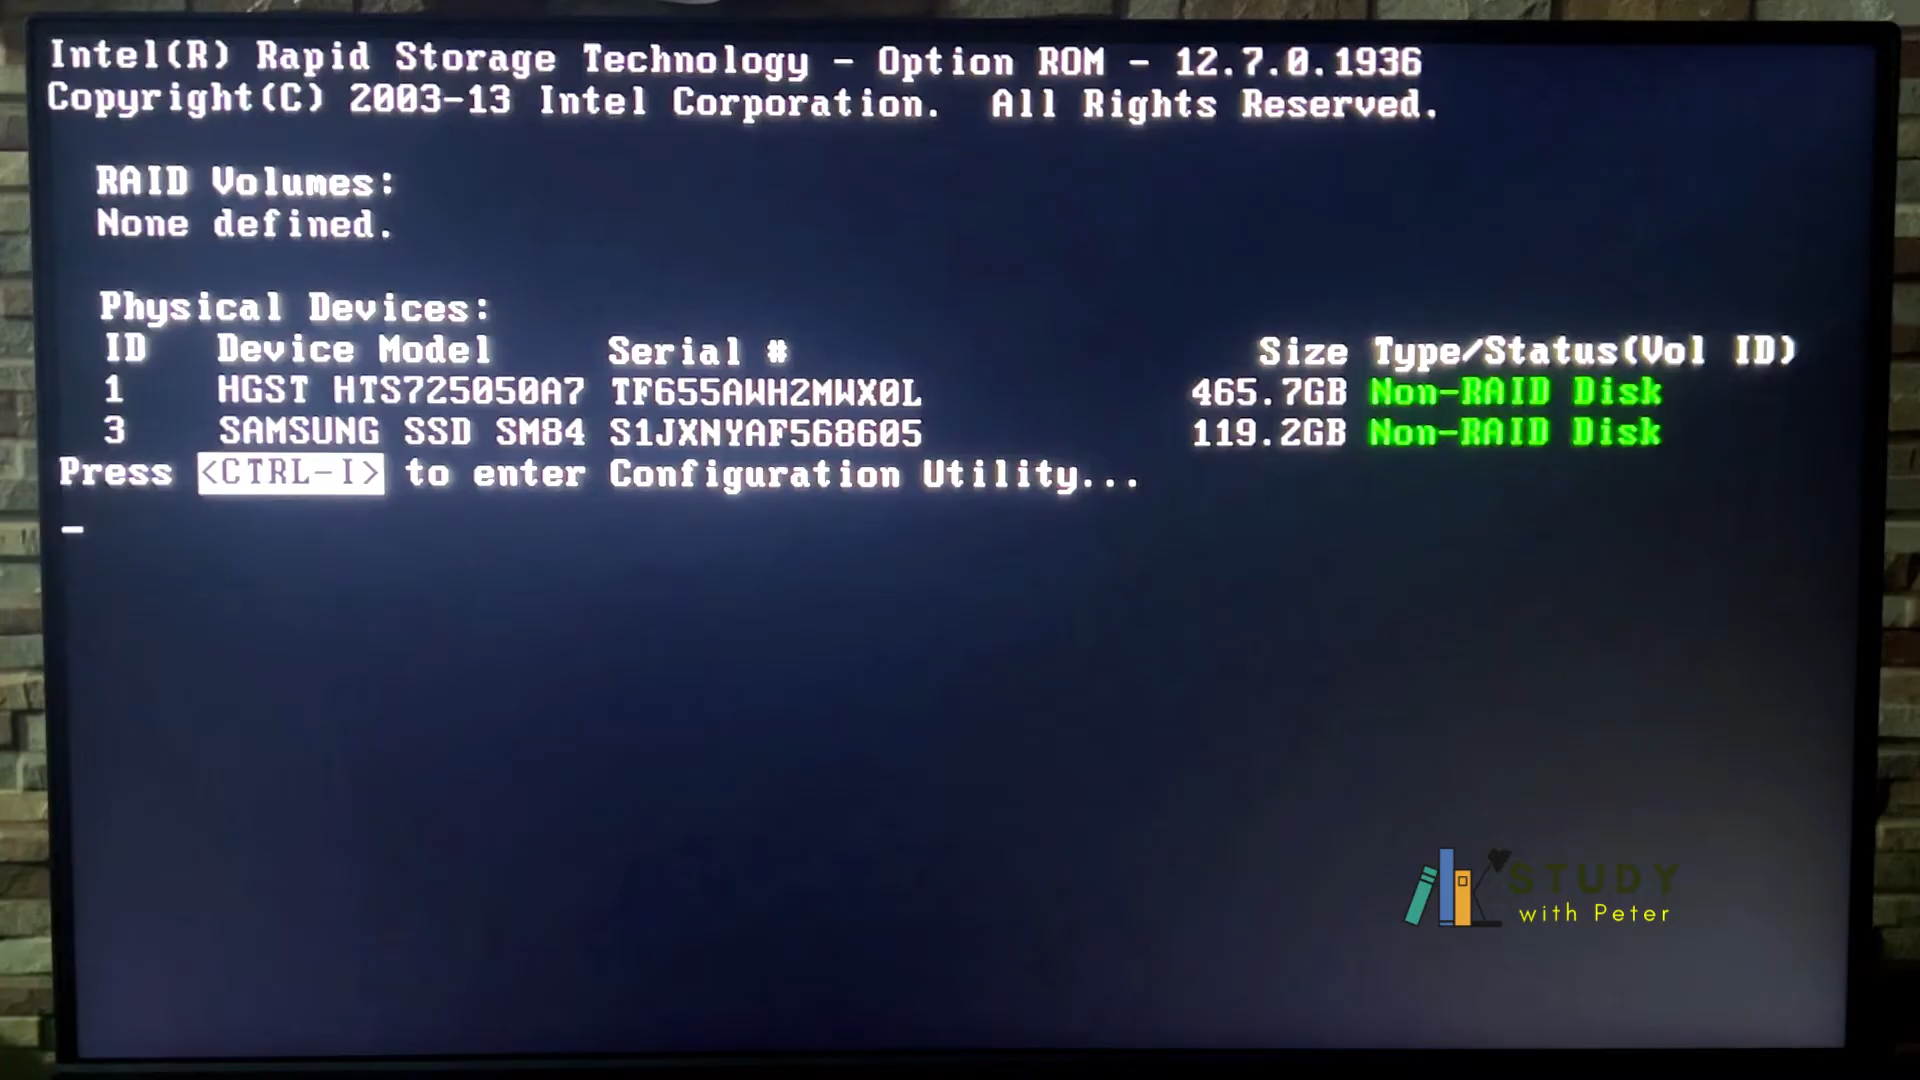 Intel(R) Rapid Storage Technology - Option ROM - 12.7.0.1936
Copyright(C) 2003-13 Intel Corporation.  All Rights Reserved.
RAID Volumes:
None defined.
Physical Devices:
ID Device Model Serial # Size Type/Status(Vol ID)
1 HGST HTS725050A7 TF655AWH2MWX0L 465.7GB Non-RAID Disk
3 SAMSUNG SSD SM84 S1JXNYAF568605 119.2GB Non-RAID Disk
Press <CTRL-I> to enter Configuration Utility...
STUDY
with Peter